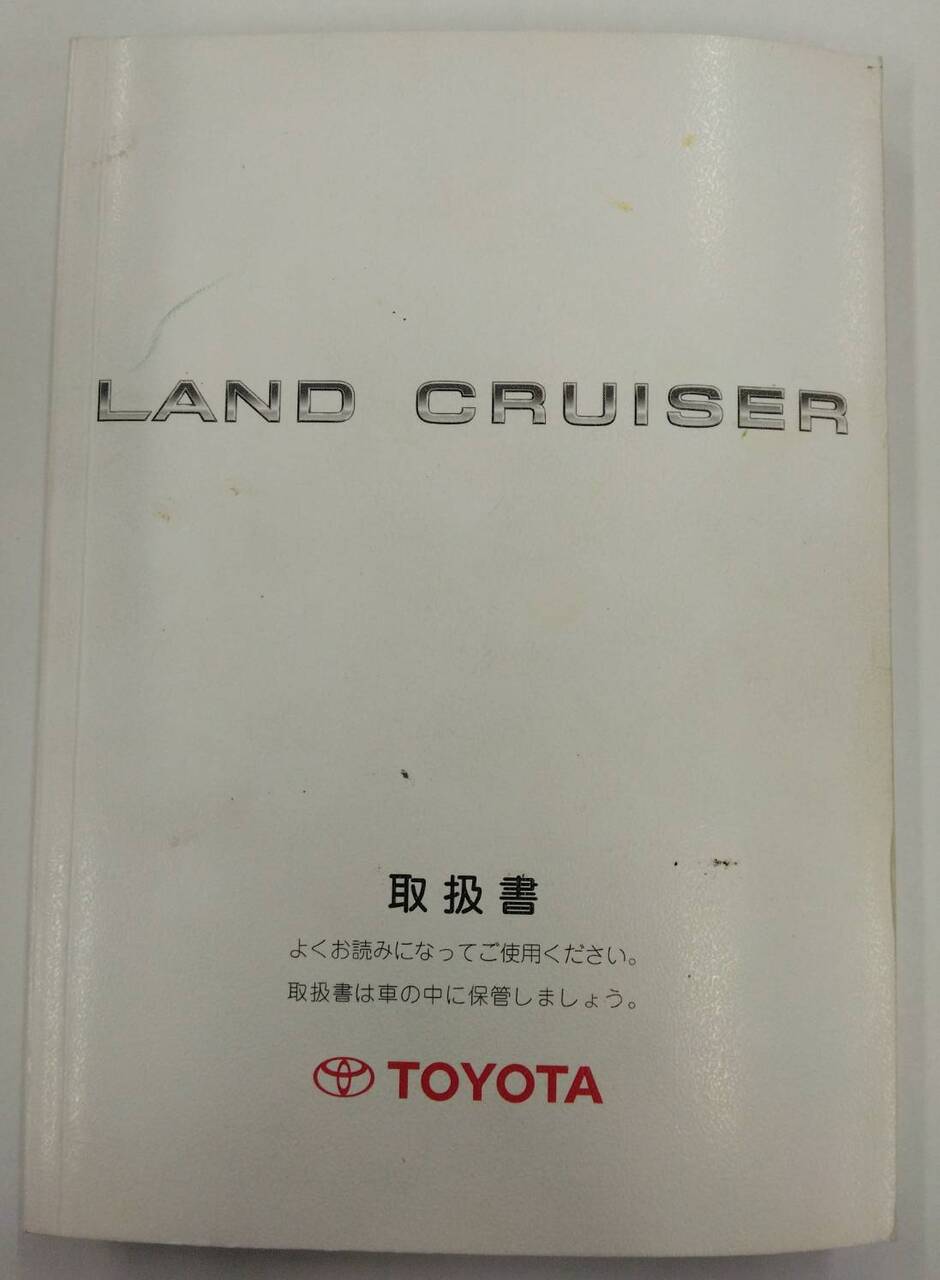 LAND CRUISER
取扱書
よくお読みになってご使用ください。
取扱書は車の中に保管しましょう。
TOYOTA